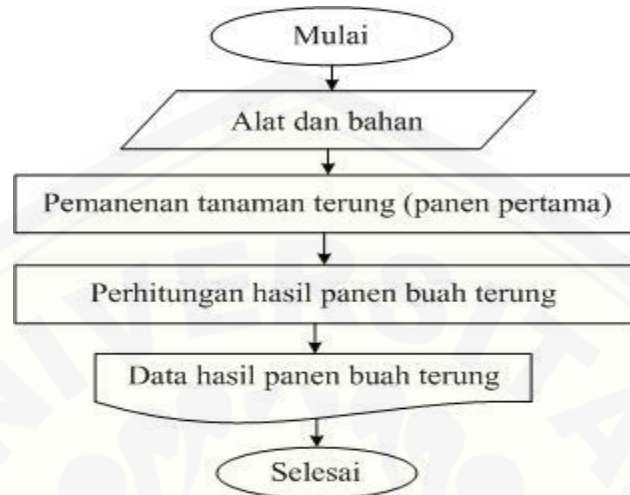 Mulai
Alat dan bahan
Pemanenan tanaman terung (panen pertama)
Perhitungan hasil panen buah terung
Data hasil panen buah terung
Selesai